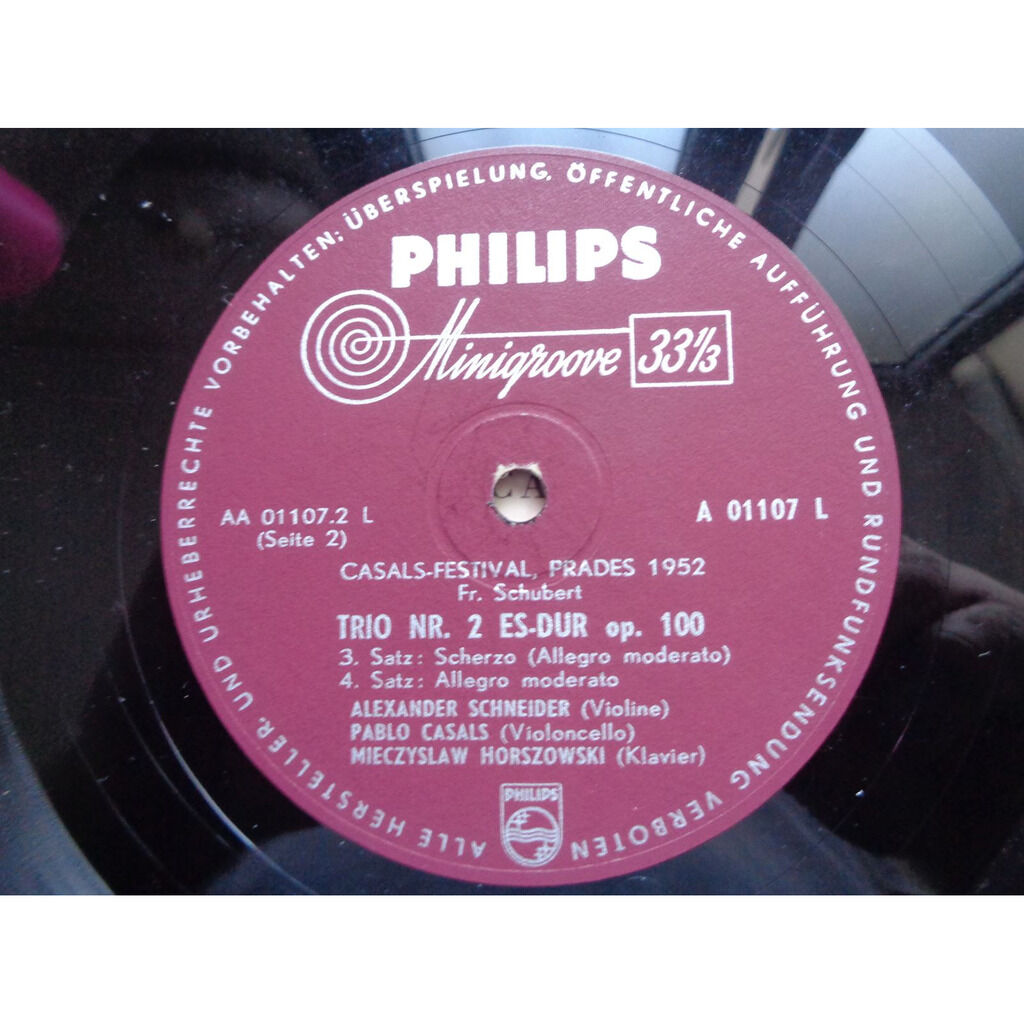 ALLE HERSTELLER- UND URHEBERRECHTE VORBEHALTEN; ÜBERSPIELUNG, ÖFFENTLICHE AUFFÜHRUNG UND RUNDFUNKSENDUNG VERBOTEN
PHILIPS
Minigroove 33⅓
AA 01107.2 L
(Seite 2)
A 01107 L
CA
CASALS-FESTIVAL, PRADES 1952
Fr. Schubert
TRIO NR. 2 ES-DUR op. 100
3. Satz: Scherzo (Allegro moderato)
4. Satz: Allegro moderato
ALEXANDER SCHNEIDER (Violine)
PABLO CASALS (Violoncello)
MIECZYSLAW HORSZOWSKI (Klavier)
PHILIPS